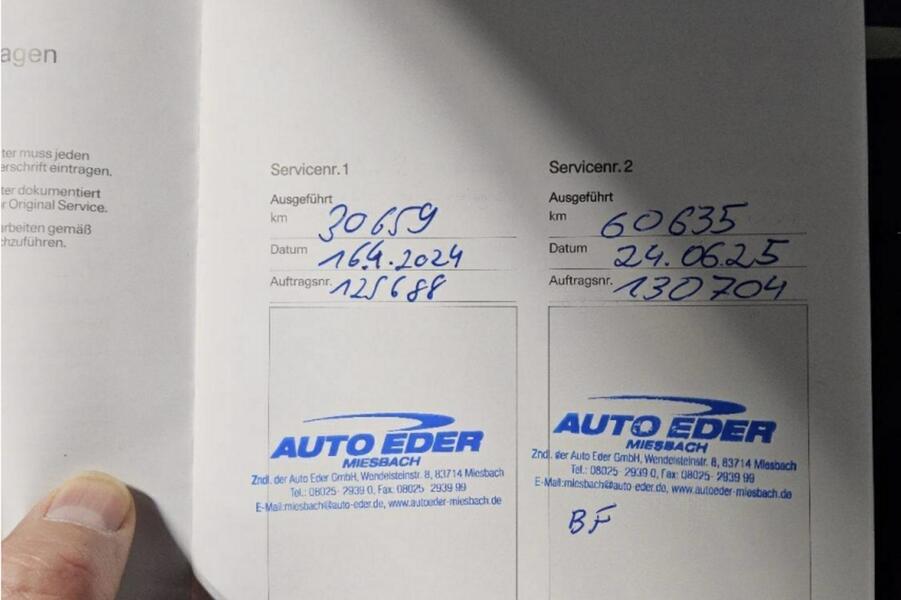 agen
ter muss jeden
erschrift eintragen.
ter dokumentiert
r Original Service.
arbeiten gemäß
chzuführen.
Servicenr. 1
Ausgeführt
km 30659
Datum 16.4.2024
Auftragsnr. 125688
AUTO EDER
MIESBACH
Zndl. der Auto Eder GmbH, Wendelsteinstr. 8, 83714 Miesbach
Tel.: 08025 - 2939 0, Fax: 08025 - 2939 99
E-Mail:miesbach@auto-eder.de, www.autoeder-miesbach.de
Servicenr. 2
Ausgeführt
km 60635
Datum 24.06.25
Auftragsnr. 130704
AUTO EDER
MIESBACH
Zndl. der Auto Eder GmbH, Wendelsteinstr. 8, 83714 Miesbach
Tel.: 08025 - 2939 0, Fax: 08025 - 2939 99
E-Mail:miesbach@auto-eder.de, www.autoeder-miesbach.de
BF